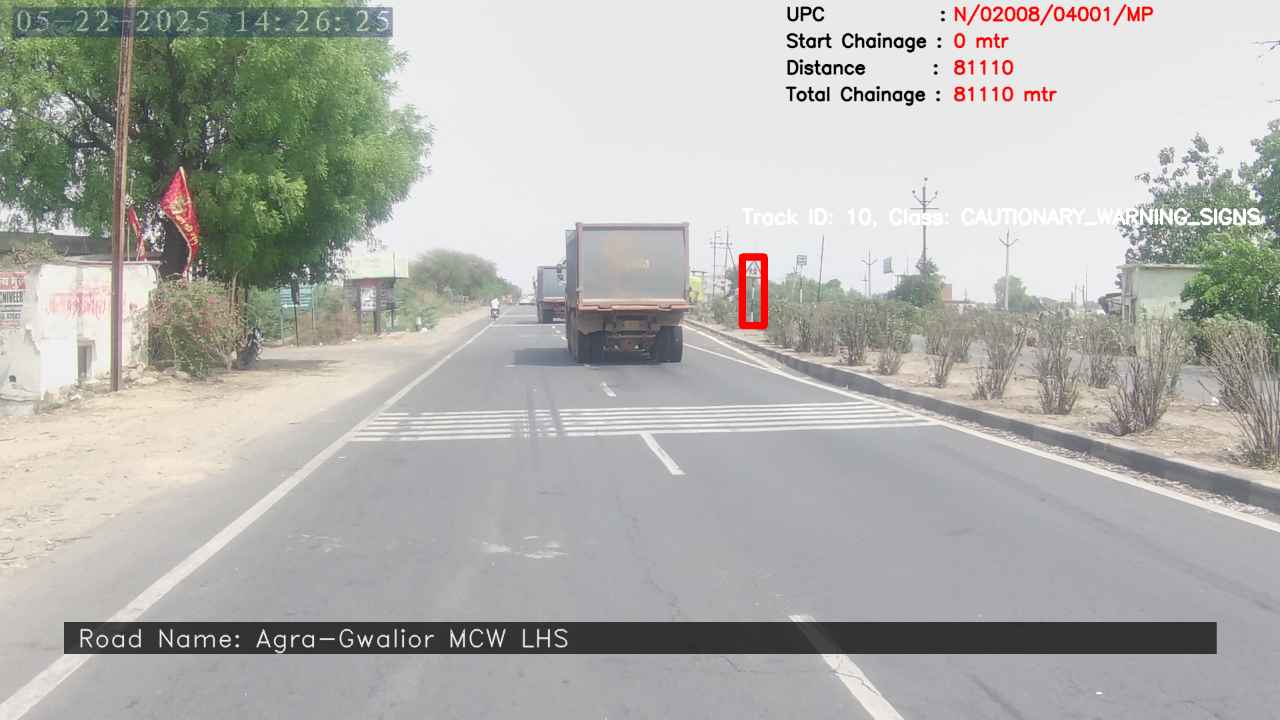 05-22-2025 14:26:25
UPC : N/02008/04001/MP
Start Chainage : 0 mtr
Distance : 81110
Total Chainage : 81110 mtr
Track ID: 10, Class: CAUTIONARY_WARNING_SIGNS
Road Name: Agra-Gwalior MCW LHS